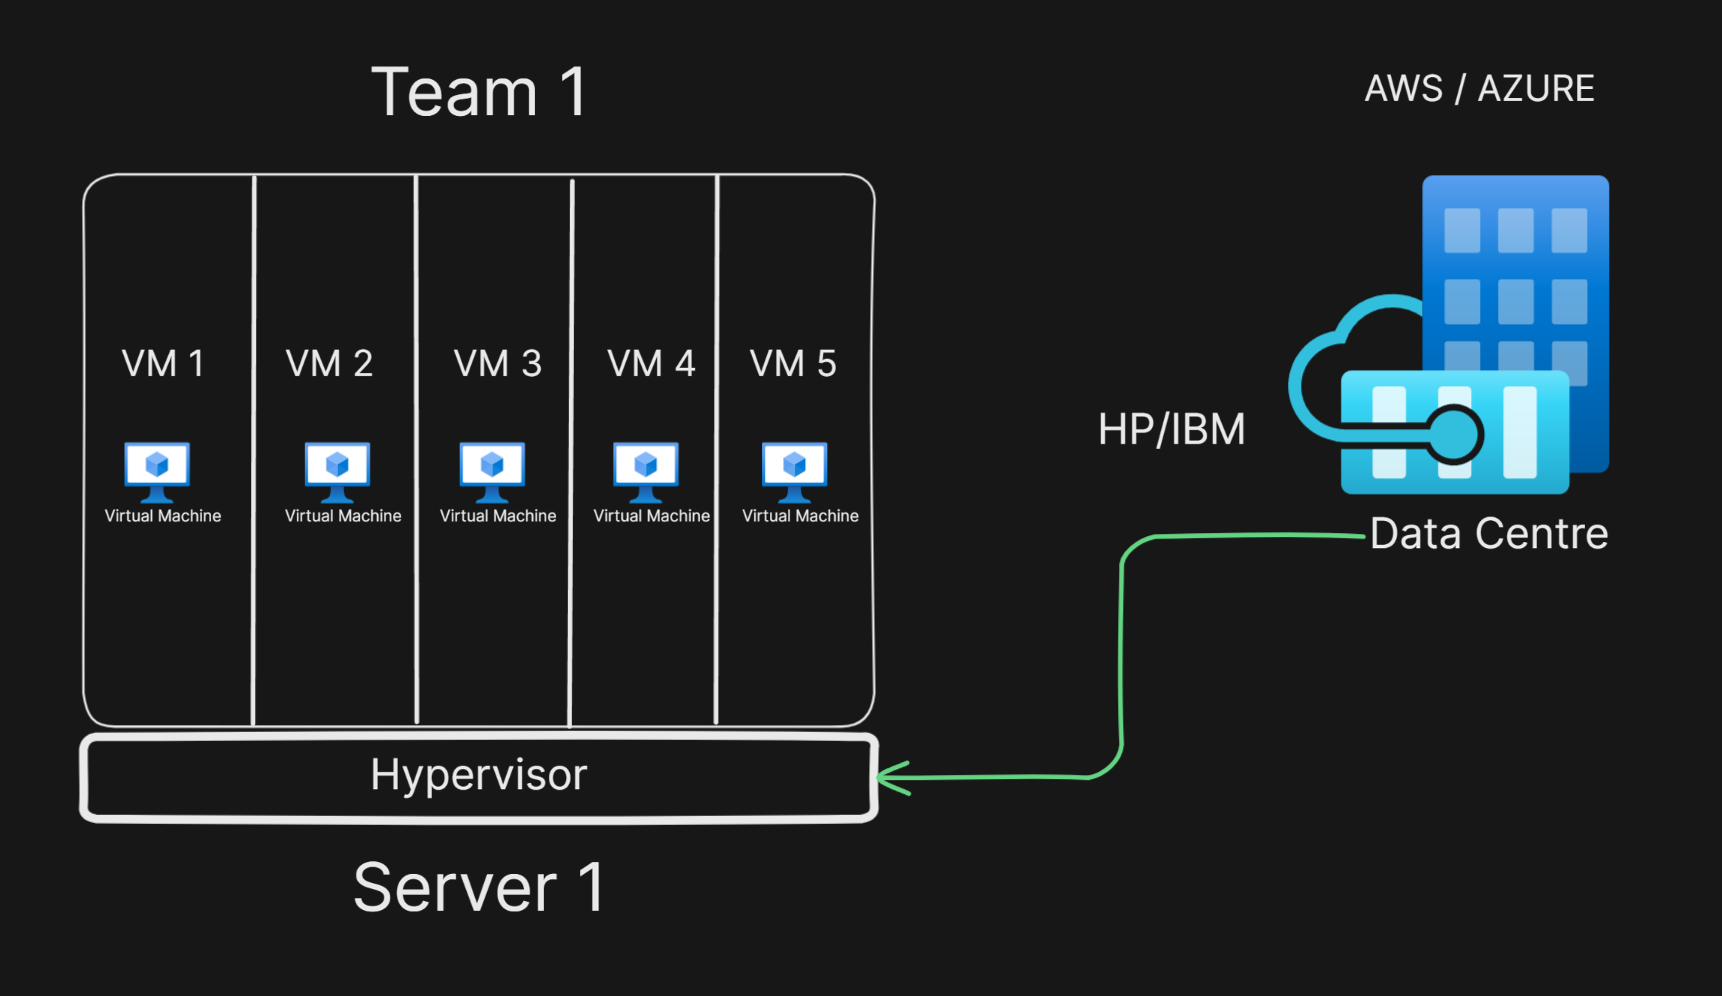 Team 1
AWS / AZURE
VM 1
VM 2
VM 3
VM 4
VM 5
Virtual Machine
Virtual Machine
Virtual Machine
Virtual Machine
Virtual Machine
HP/IBM
Data Centre
Hypervisor
Server 1